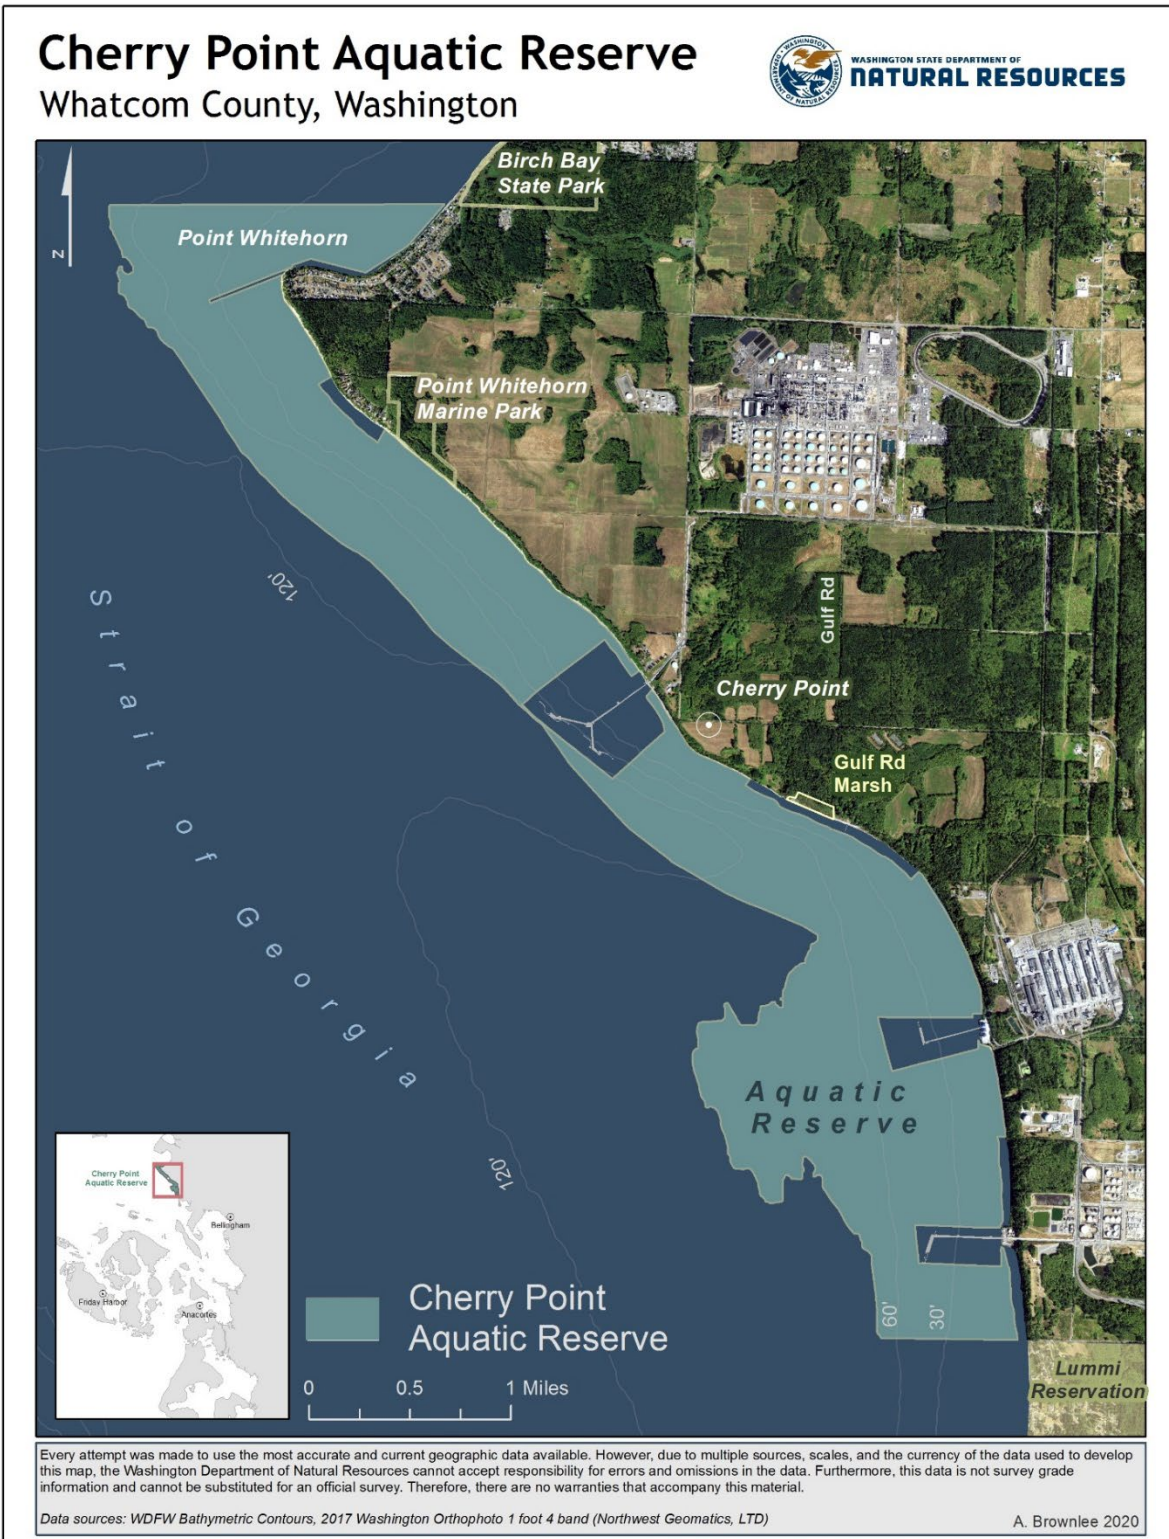 Cherry Point Aquatic Reserve
Whatcom County, Washington
WASHINGTON STATE DEPARTMENT OF
NATURAL RESOURCES
WASHINGTON
DEPARTMENT OF NATURAL RESOURCES
Birch Bay
State Park
Point Whitehorn
N
Point Whitehorn
Marine Park
120'
Gulf Rd
Cherry Point
Gulf Rd
Marsh
Strait of Georgia
Aquatic
Reserve
120'
Cherry Point
Aquatic Reserve
Bellingham
Friday Harbor
Anacortes
Cherry Point
Aquatic Reserve
60'
30'
0 0.5 1 Miles
Lummi
Reservation
Every attempt was made to use the most accurate and current geographic data available. However, due to multiple sources, scales, and the currency of the data used to develop
this map, the Washington Department of Natural Resources cannot accept responsibility for errors and omissions in the data. Furthermore, this data is not survey grade
information and cannot be substituted for an official survey. Therefore, there are no warranties that accompany this material.
Data sources: WDFW Bathymetric Contours, 2017 Washington Orthophoto 1 foot 4 band (Northwest Geomatics, LTD)
A. Brownlee 2020